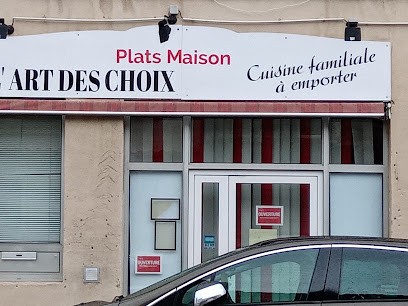 Plats Maison
L'ART DES CHOIX
Cuisine familiale
à emporter
OUVERTURE
OUVERTURE